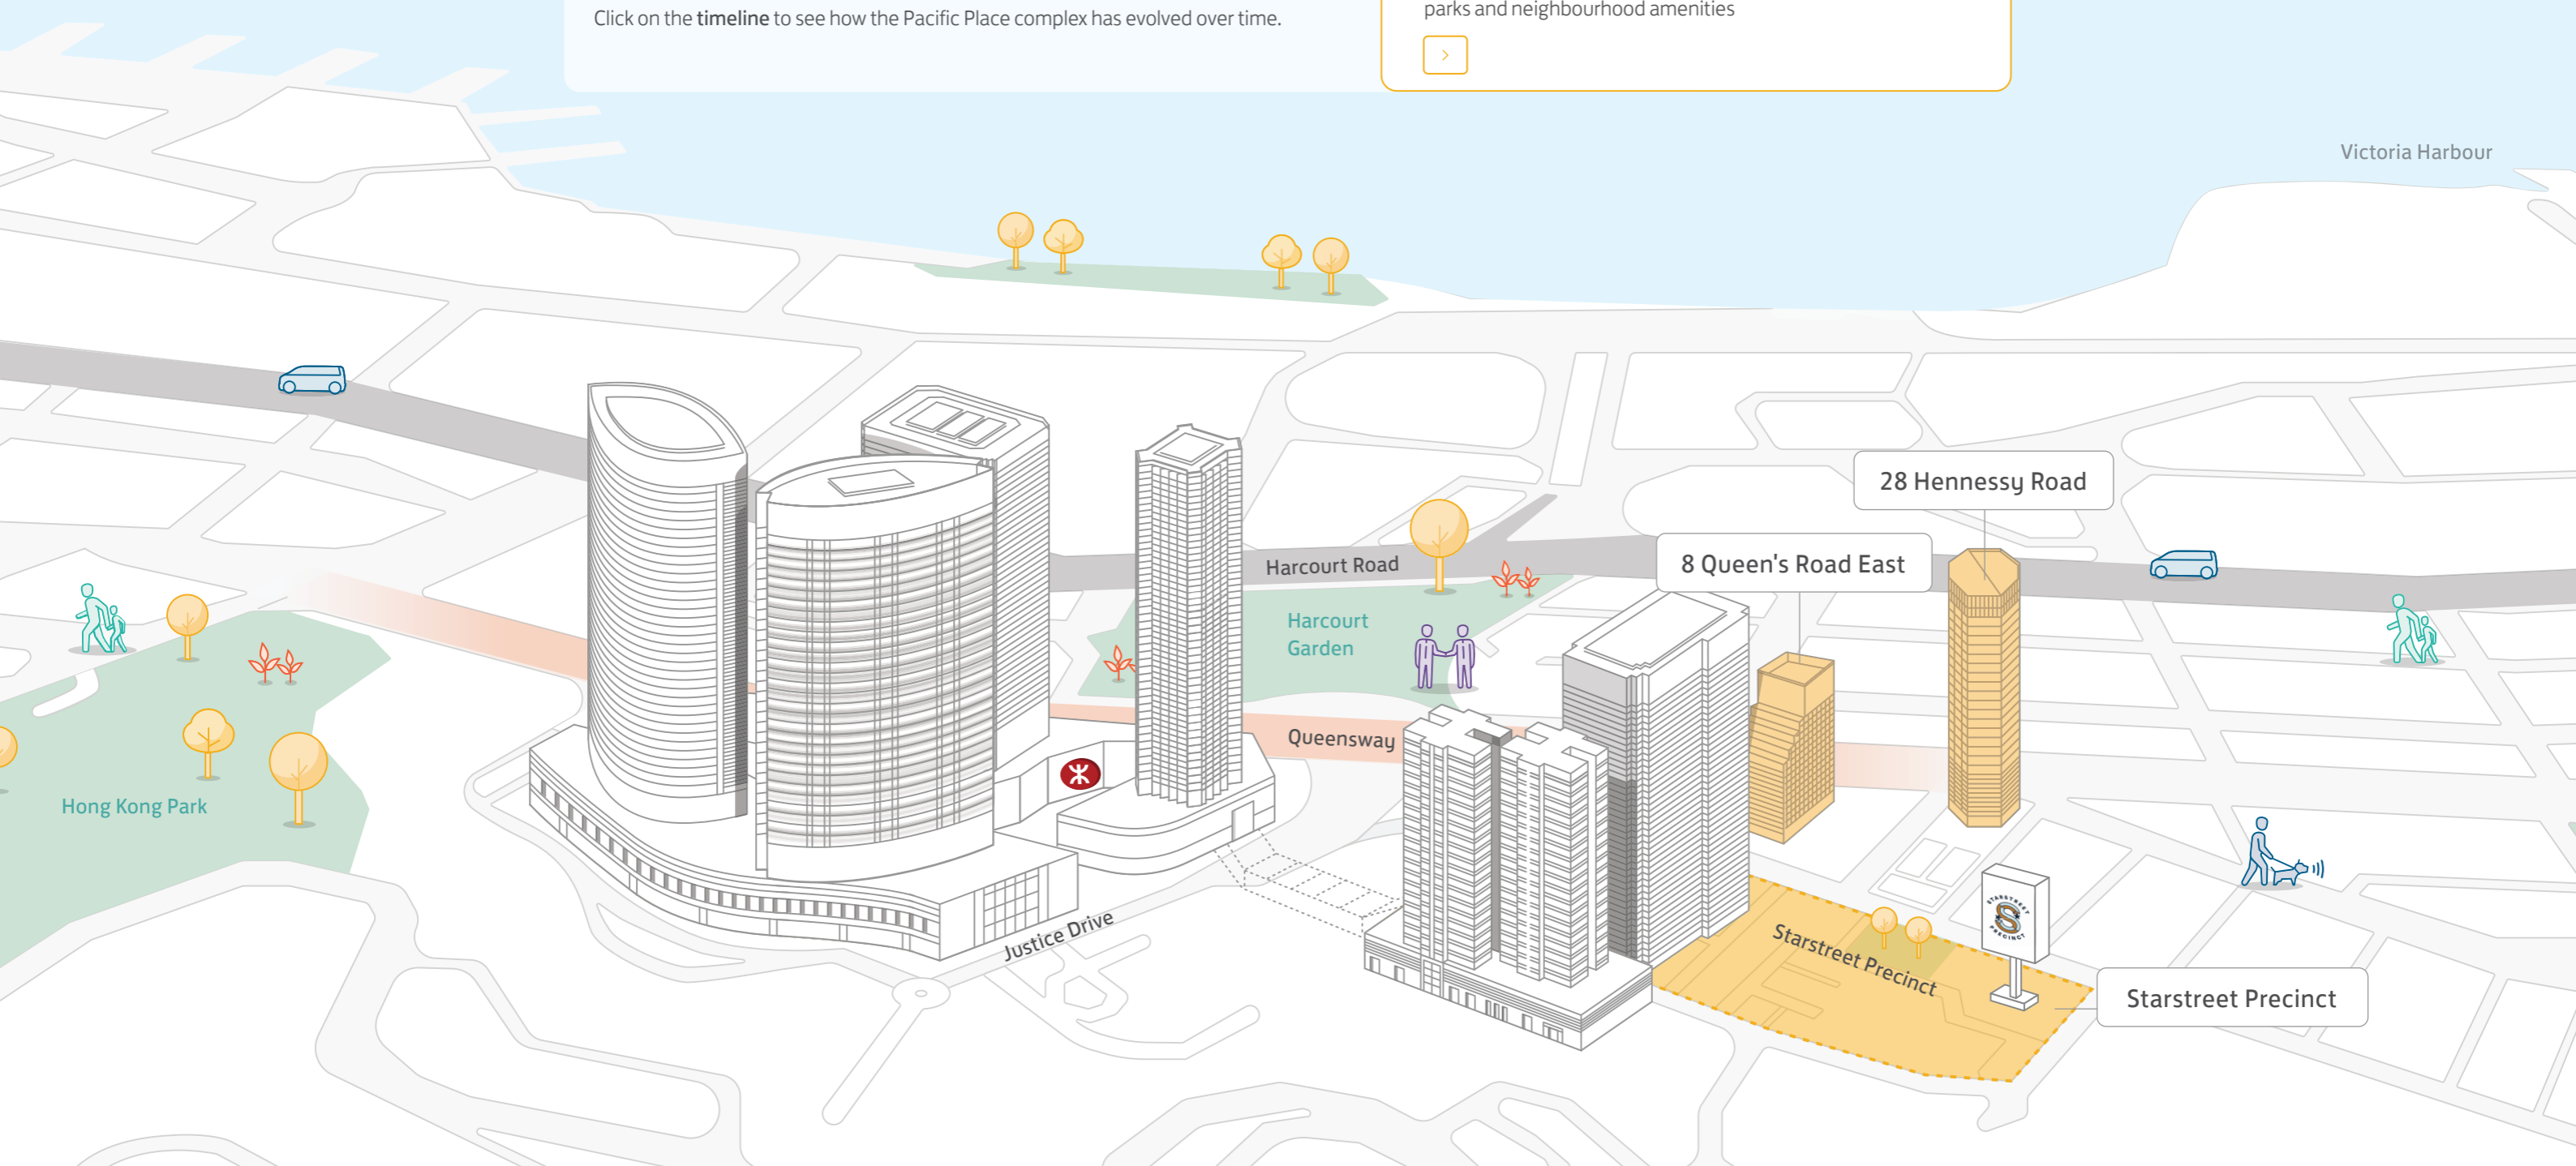 Click on the timeline to see how the Pacific Place complex has evolved over time.
parks and neighbourhood amenities
Victoria Harbour
28 Hennessy Road
8 Queen's Road East
Harcourt Road
Harcourt
Garden
Queensway
Hong Kong Park
Justice Drive
STARSTREET
S
PRECINCT
Starstreet Precinct
Starstreet Precinct